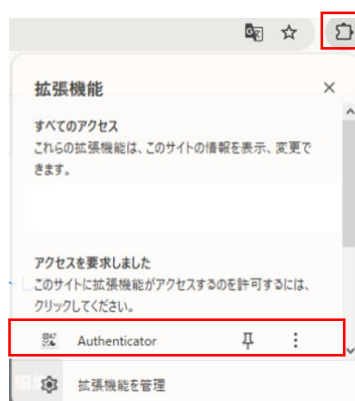 拡張機能
すべてのアクセス
これらの拡張機能は、このサイトの情報を表示、変更で
きます。
アクセスを要求しました
このサイトに拡張機能がアクセスするのを許可するには、
クリックしてください。
Authenticator
拡張機能を管理